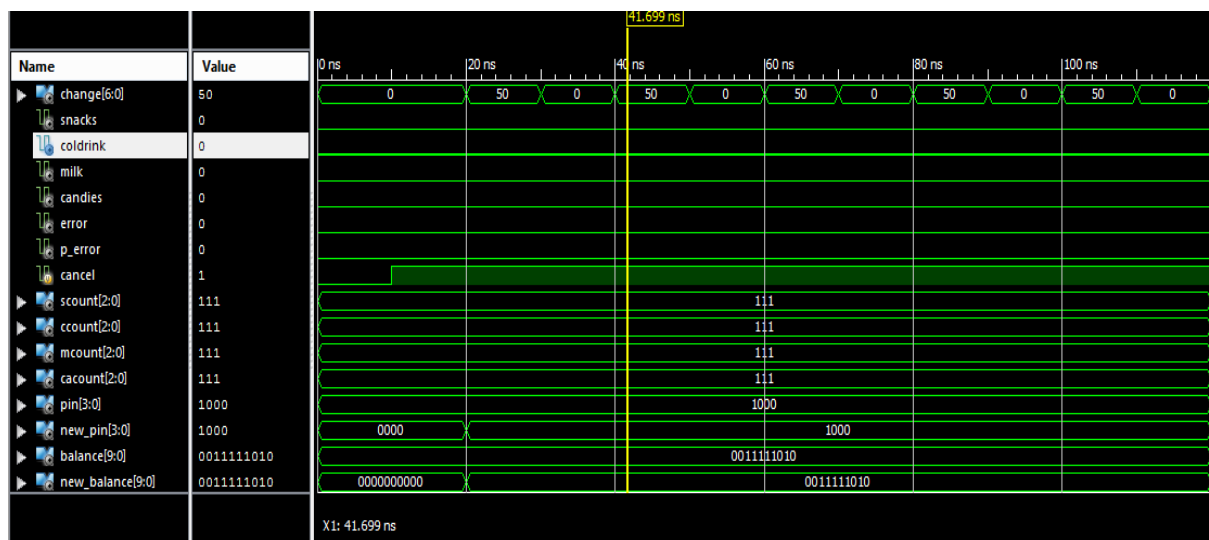 41.699 ns
Name Value 0 ns 20 ns 40 ns 60 ns 80 ns 100 ns
change[6:0] 50 0 50 0 50 0 50 0 50 0 50 0
snacks 0
coldrink 0
milk 0
candies 0
error 0
p_error 0
cancel 1
scount[2:0] 111 111
ccount[2:0] 111 111
mcount[2:0] 111 111
cacount[2:0] 111 111
pin[3:0] 1000 1000
new_pin[3:0] 1000 0000 1000
balance[9:0] 0011111010 0011111010
new_balance[9:0] 0011111010 0000000000 0011111010
X1: 41.699 ns